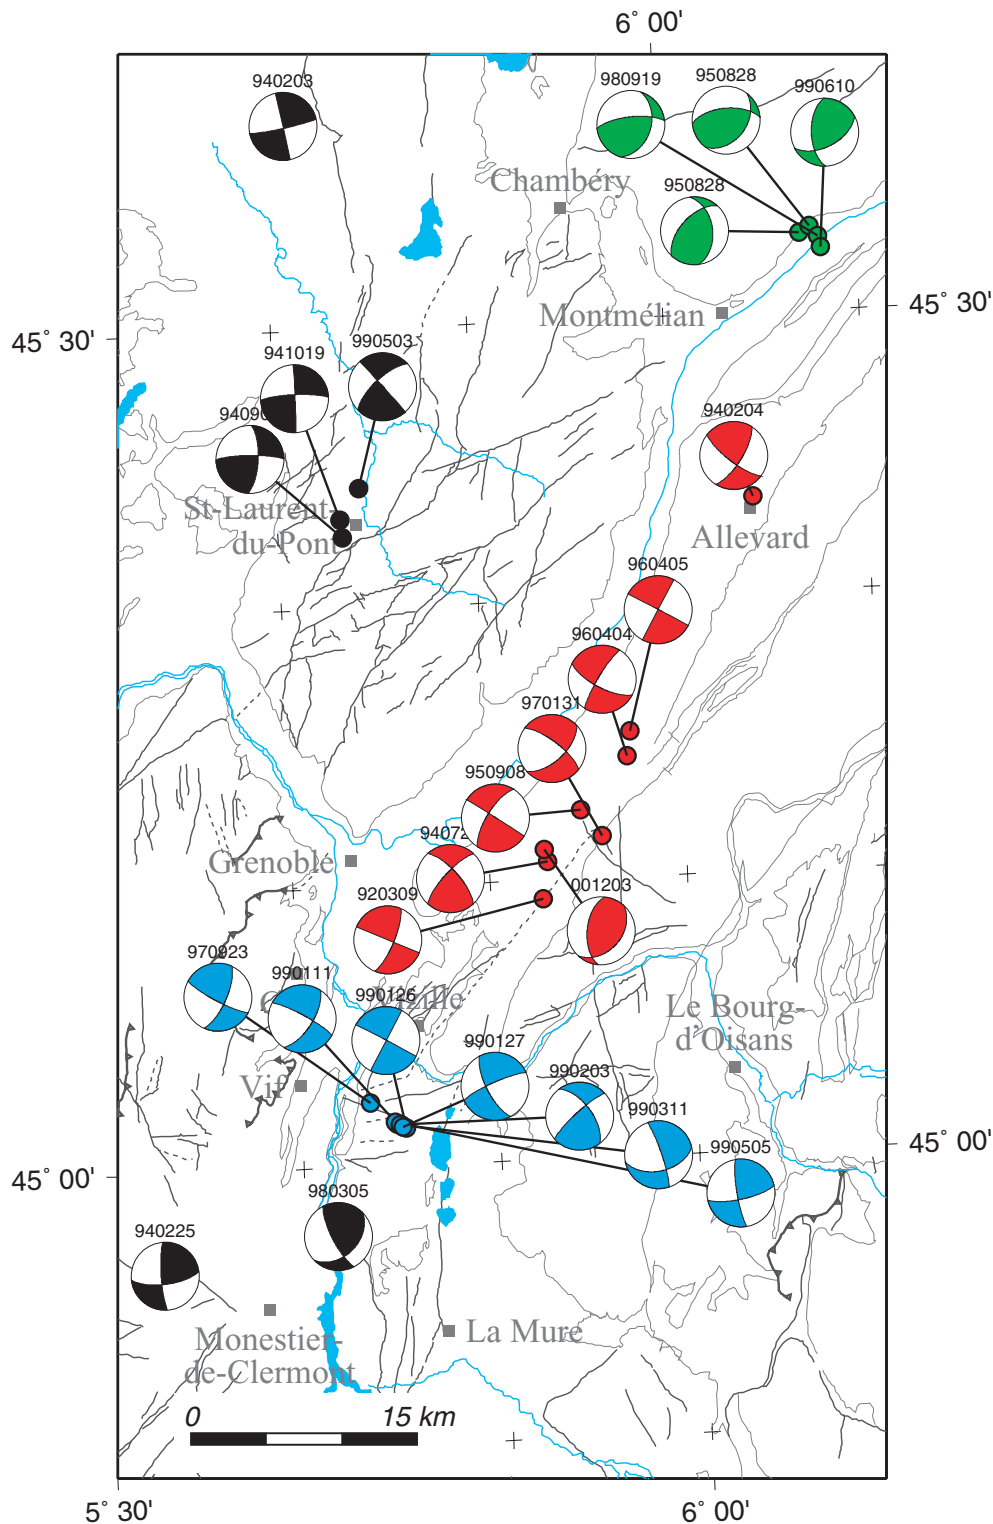 6° 00'
940203
980919
950828
990610
Chambéry
950828
45° 30'
Montmélian
45° 30'
990503
941019
940204
St-Laurent-
du-Pont
Allevard
960405
960404
970131
950908
Grenoble
920309
001203
970923
990111
990126
Vizille
Le Bourg-
d'Oisans
990127
990203
Vif
990311
990505
45° 00'
45° 00'
980305
940225
Monestier-
de-Clermont
La Mure
0
15 km
5° 30'
6° 00'